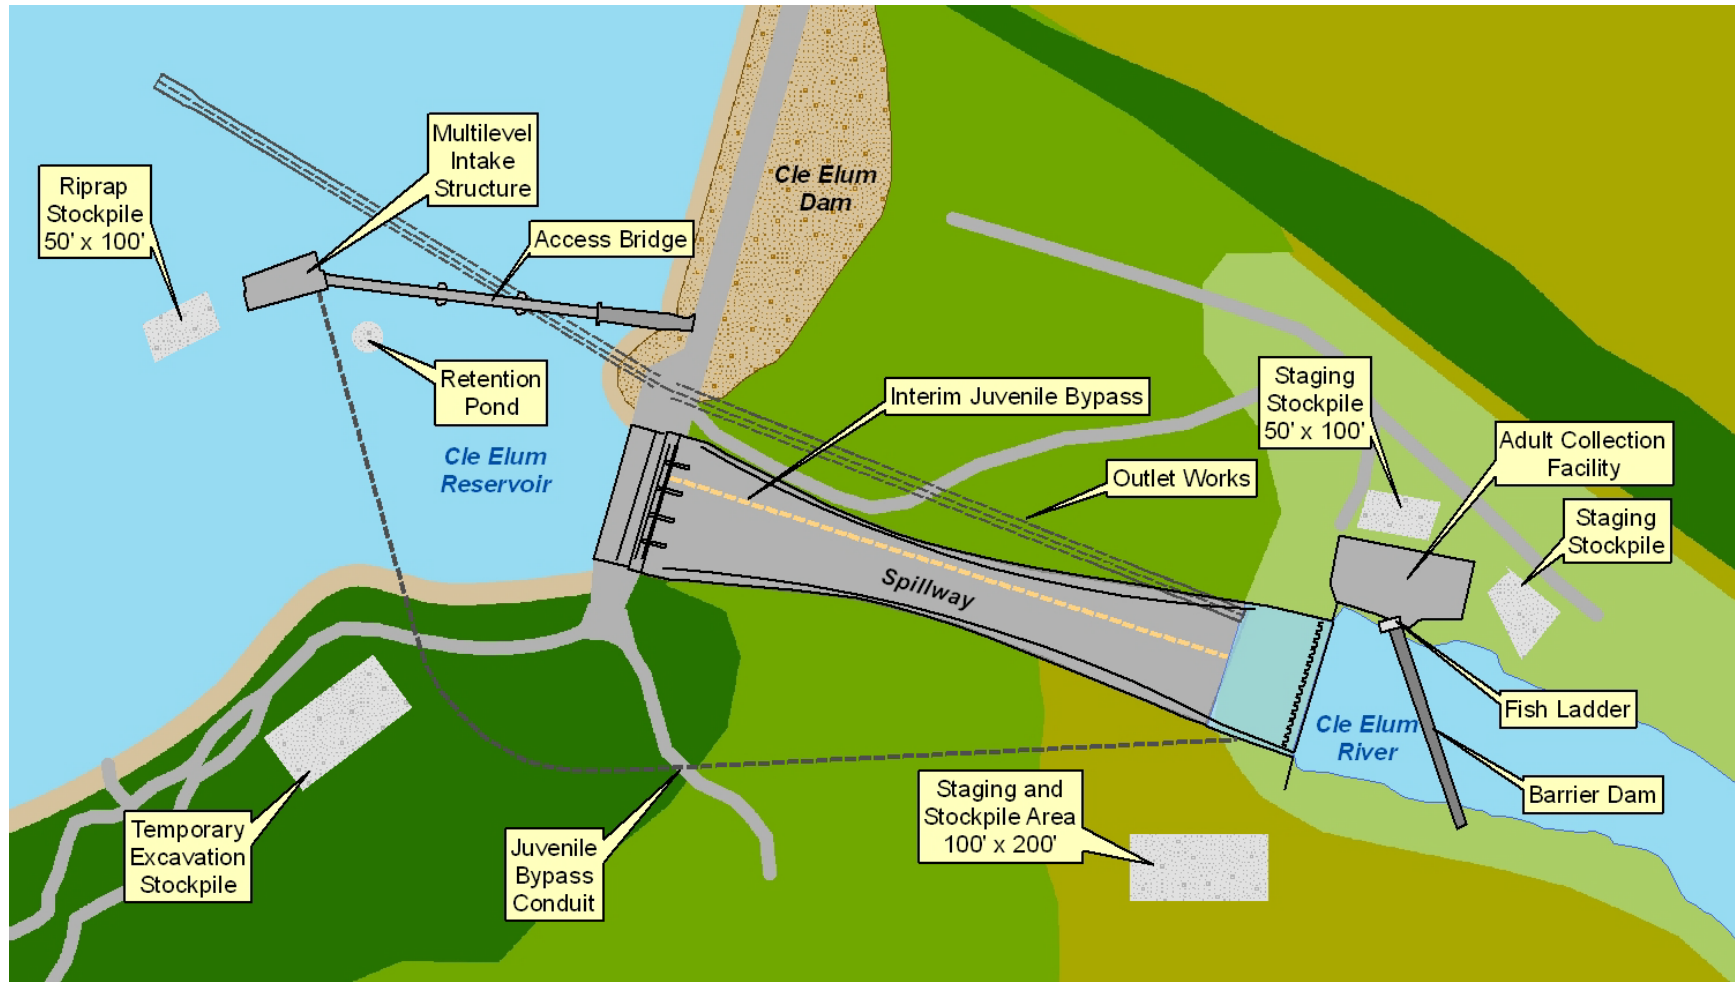 Multilevel
Intake
Structure
Riprap
Stockpile
50' x 100'
Access Bridge
Cle Elum
Dam
Retention
Pond
Cle Elum
Reservoir
Interim Juvenile Bypass
Staging
Stockpile
50' x 100'
Adult Collection
Facility
Outlet Works
Staging
Stockpile
Spillway
Fish Ladder
Cle Elum
River
Barrier Dam
Staging and
Stockpile Area
100' x 200'
Temporary
Excavation
Stockpile
Juvenile
Bypass
Conduit